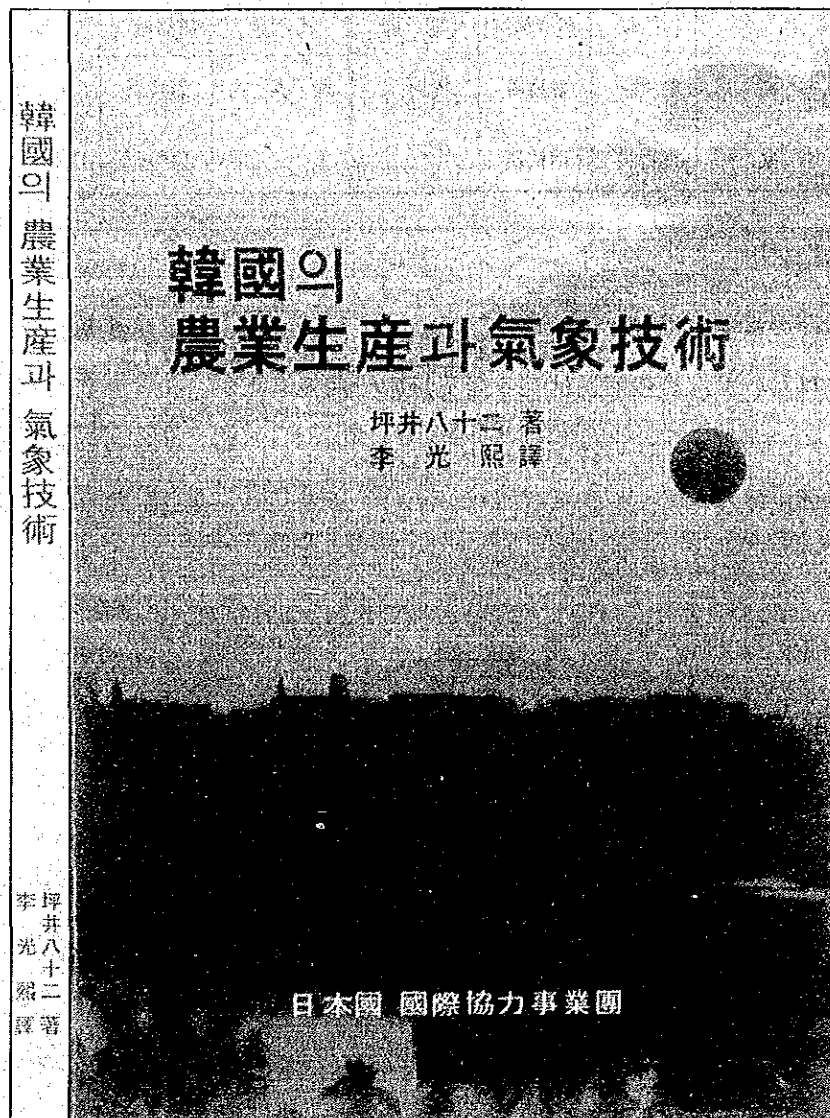 韓國의 農業生産과 氣象技術
坪井八十二 著
李光熙 譯
韓國의
農業生産과 氣象技術
坪井八十二 著
李光熙 譯
日本國 國際協力事業團